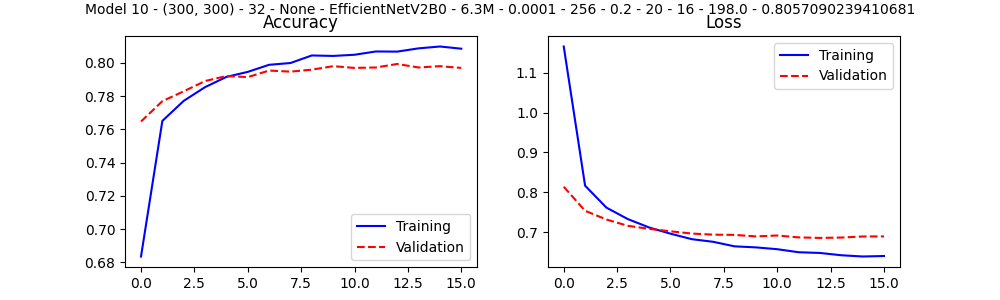 Model 10 - (300, 300) - 32 - None - EfficientNetV2B0 - 6.3M - 0.0001 - 256 - 0.2 - 20 - 16 - 198.0 - 0.8057090239410681
Accuracy
0.80
0.78
0.76
0.74
0.72
0.70
0.68
Training
Validation
0.0 2.5 5.0 7.5 10.0 12.5 15.0
Loss
1.1
1.0
0.9
0.8
0.7
Training
Validation
0.0 2.5 5.0 7.5 10.0 12.5 15.0